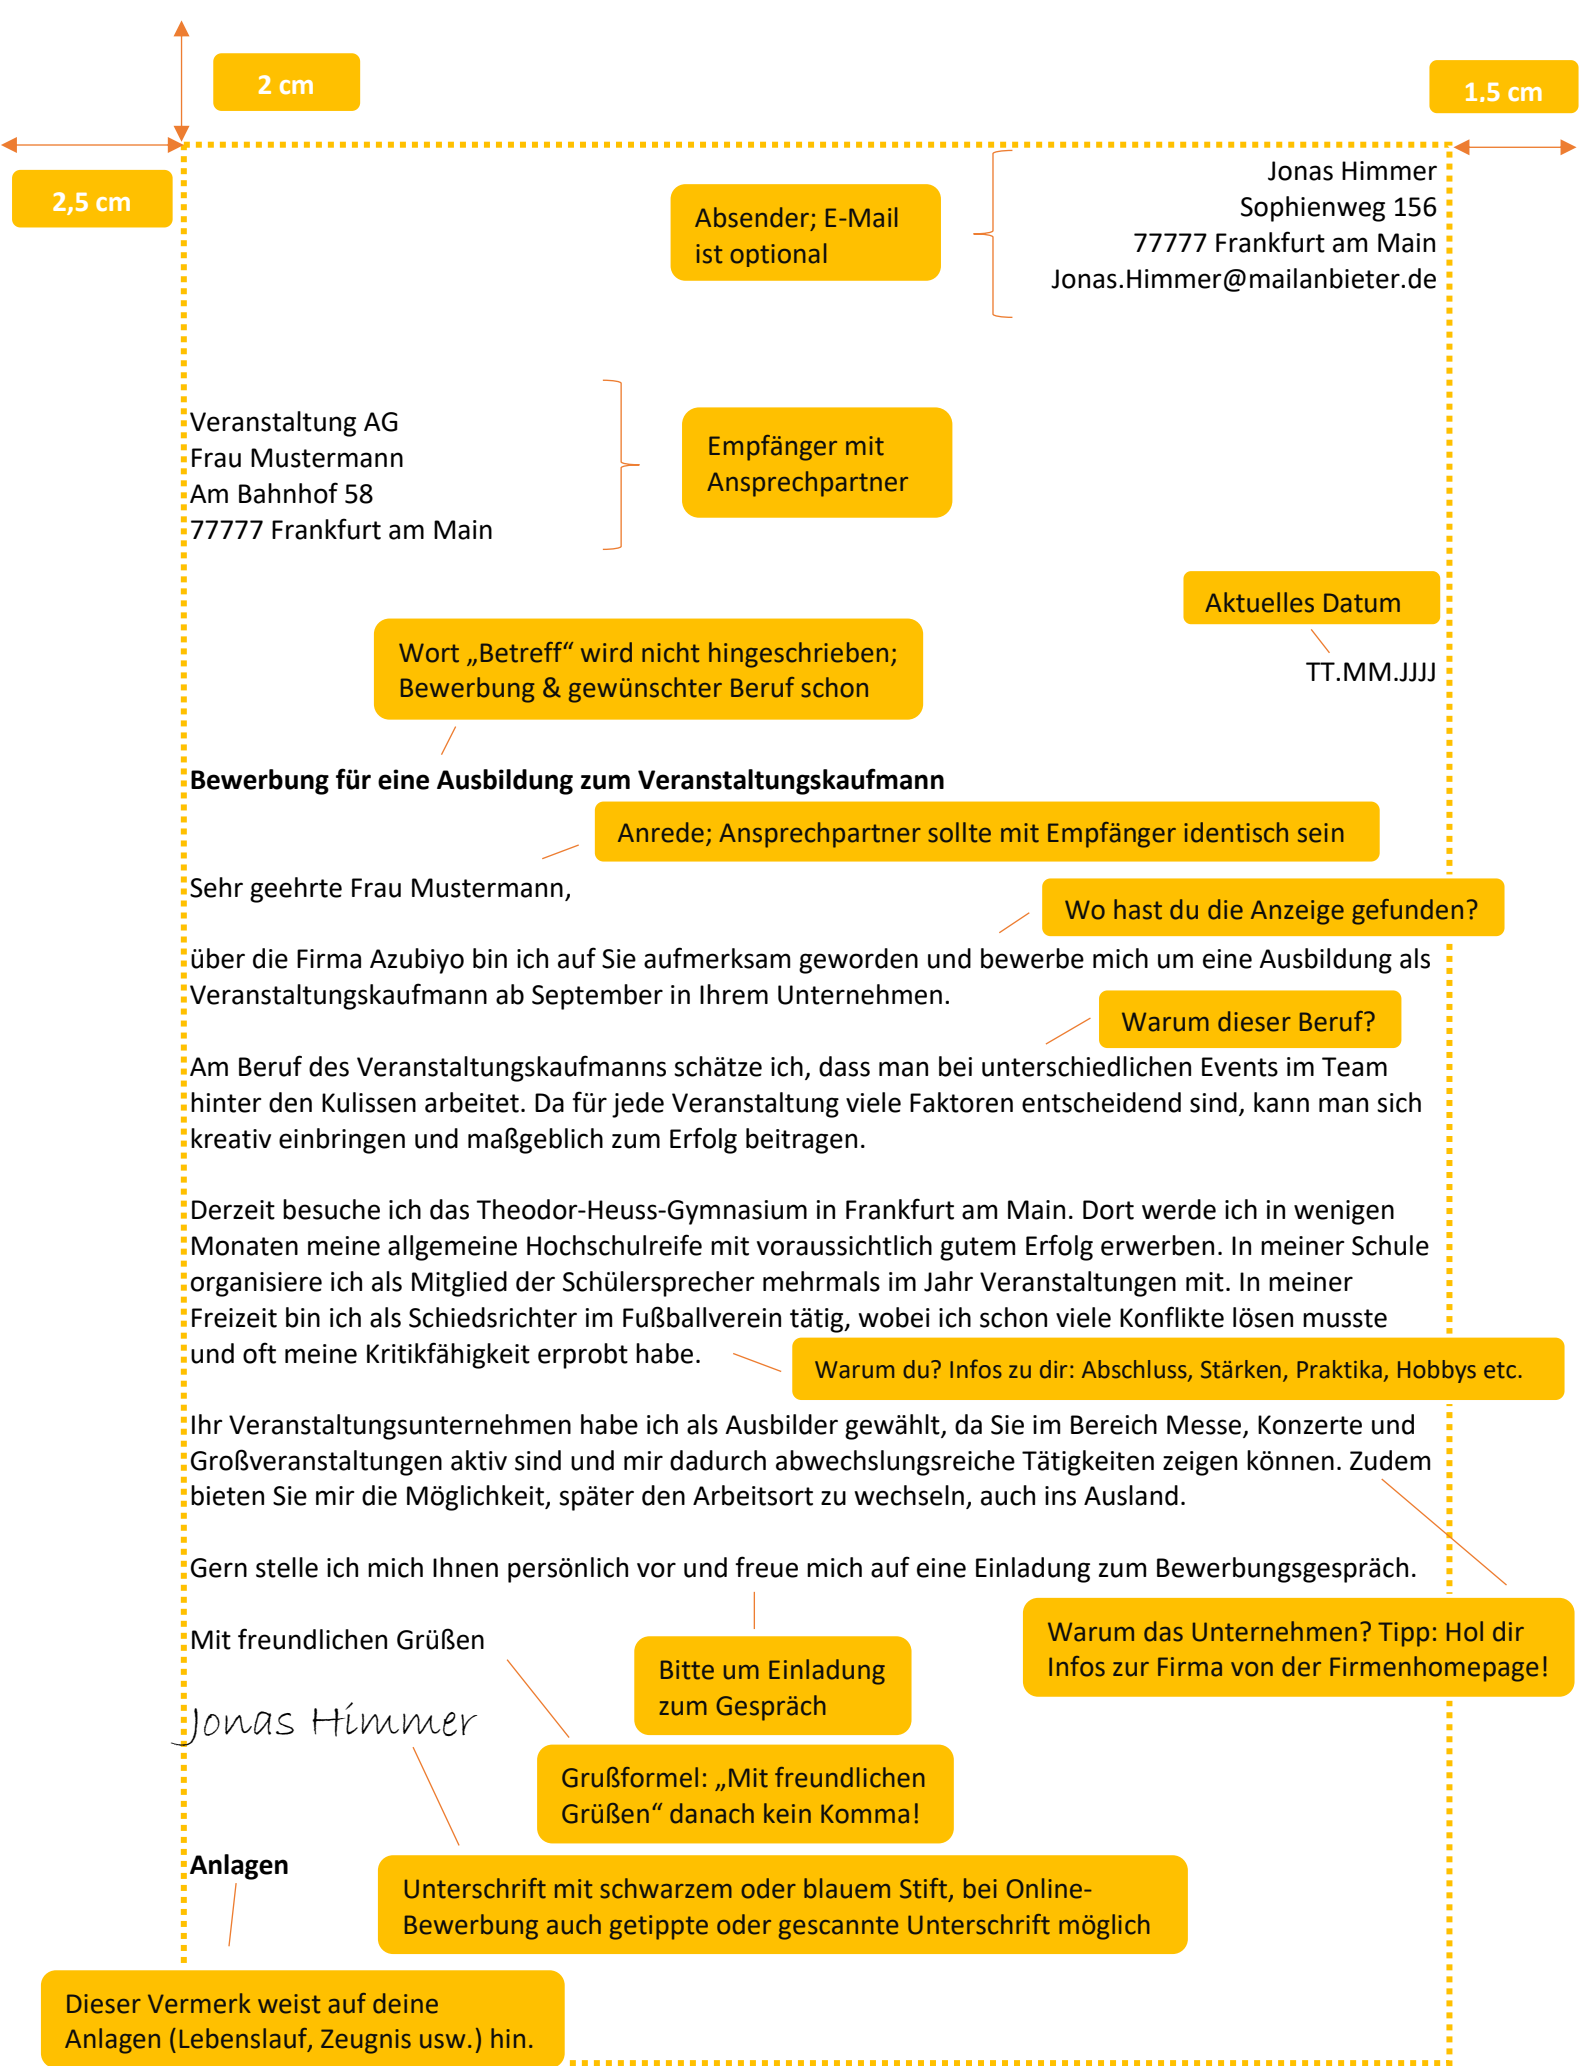 2 cm
1,5 cm
2,5 cm
Jonas Himmer
Sophienweg 156
77777 Frankfurt am Main
Jonas.Himmer@mailanbieter.de
Absender; E-Mail
ist optional
Veranstaltung AG
Frau Mustermann
Am Bahnhof 58
77777 Frankfurt am Main
Empfänger mit
Ansprechpartner
Aktuelles Datum
TT.MM.JJJJ
Wort „Betreff“ wird nicht hingeschrieben;
Bewerbung & gewünschter Beruf schon
Bewerbung für eine Ausbildung zum Veranstaltungskaufmann
Anrede; Ansprechpartner sollte mit Empfänger identisch sein
Sehr geehrte Frau Mustermann,
Wo hast du die Anzeige gefunden?
über die Firma Azubiyo bin ich auf Sie aufmerksam geworden und bewerbe mich um eine Ausbildung als
Veranstaltungskaufmann ab September in Ihrem Unternehmen.
Warum dieser Beruf?
Am Beruf des Veranstaltungskaufmanns schätze ich, dass man bei unterschiedlichen Events im Team
hinter den Kulissen arbeitet. Da für jede Veranstaltung viele Faktoren entscheidend sind, kann man sich
kreativ einbringen und maßgeblich zum Erfolg beitragen.
Derzeit besuche ich das Theodor-Heuss-Gymnasium in Frankfurt am Main. Dort werde ich in wenigen
Monaten meine allgemeine Hochschulreife mit voraussichtlich gutem Erfolg erwerben. In meiner Schule
organisiere ich als Mitglied der Schülersprecher mehrmals im Jahr Veranstaltungen mit. In meiner
Freizeit bin ich als Schiedsrichter im Fußballverein tätig, wobei ich schon viele Konflikte lösen musste
und oft meine Kritikfähigkeit erprobt habe.
Warum du? Infos zu dir: Abschluss, Stärken, Praktika, Hobbys etc.
Ihr Veranstaltungsunternehmen habe ich als Ausbilder gewählt, da Sie im Bereich Messe, Konzerte und
Großveranstaltungen aktiv sind und mir dadurch abwechslungsreiche Tätigkeiten zeigen können. Zudem
bieten Sie mir die Möglichkeit, später den Arbeitsort zu wechseln, auch ins Ausland.
Gern stelle ich mich Ihnen persönlich vor und freue mich auf eine Einladung zum Bewerbungsgespräch.
Warum das Unternehmen? Tipp: Hol dir
Infos zur Firma von der Firmenhomepage!
Mit freundlichen Grüßen
Bitte um Einladung
zum Gespräch
Jonas Himmer
Grußformel: „Mit freundlichen
Grüßen“ danach kein Komma!
Anlagen
Unterschrift mit schwarzem oder blauem Stift, bei Online-
Bewerbung auch getippte oder gescannte Unterschrift möglich
Dieser Vermerk weist auf deine
Anlagen (Lebenslauf, Zeugnis usw.) hin.